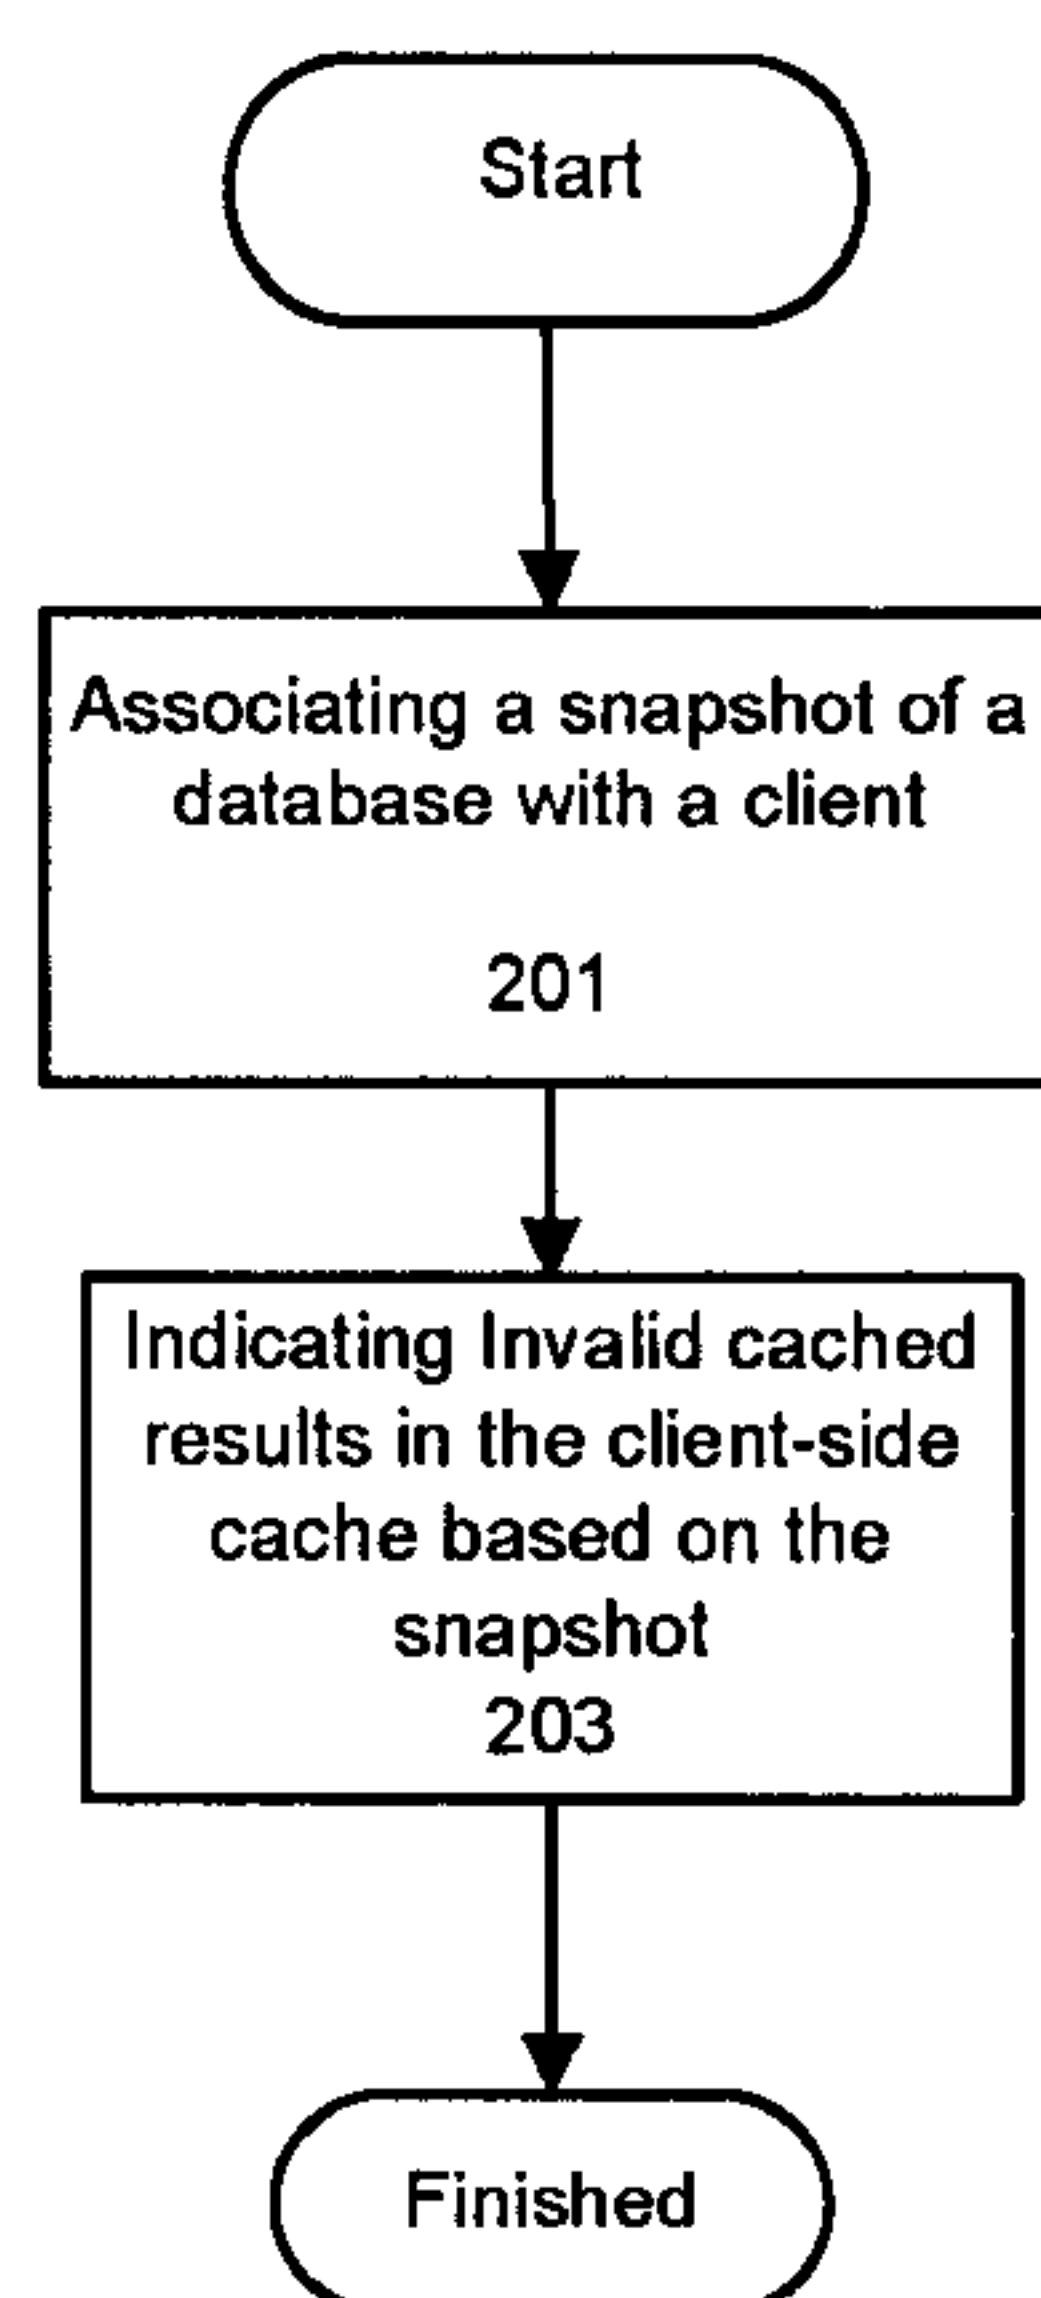 Start
Associating a snapshot of a
database with a client
201
Indicating Invalid cached
results in the client-side
cache based on the
snapshot
203
Finished